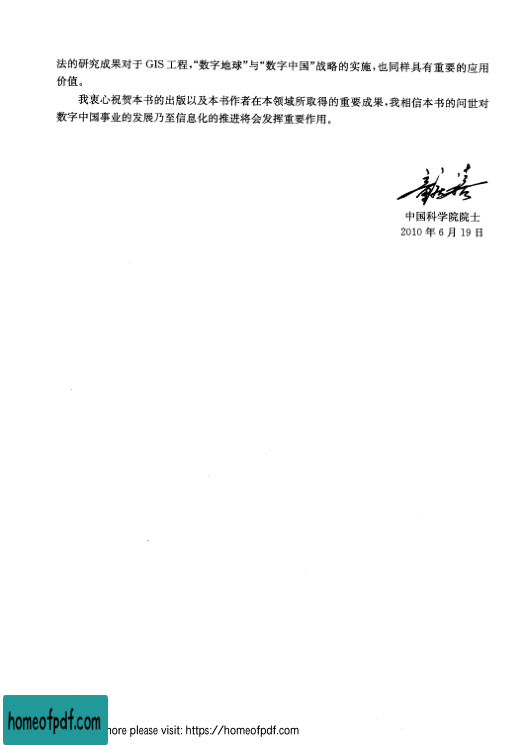 法的研究成果对于 GIS 工程，“数字地球”与“数字中国”战略的实施，也同样具有重要的应用
价值。
我衷心祝贺本书的出版以及本书作者在本领域所取得的重要成果，我相信本书的问世对
数字中国事业的发展乃至信息化的推进将会发挥重要作用。
中国科学院院士
2010 年 6 月 19 日
homeofpdf.com
more please visit: https://homeofpdf.com